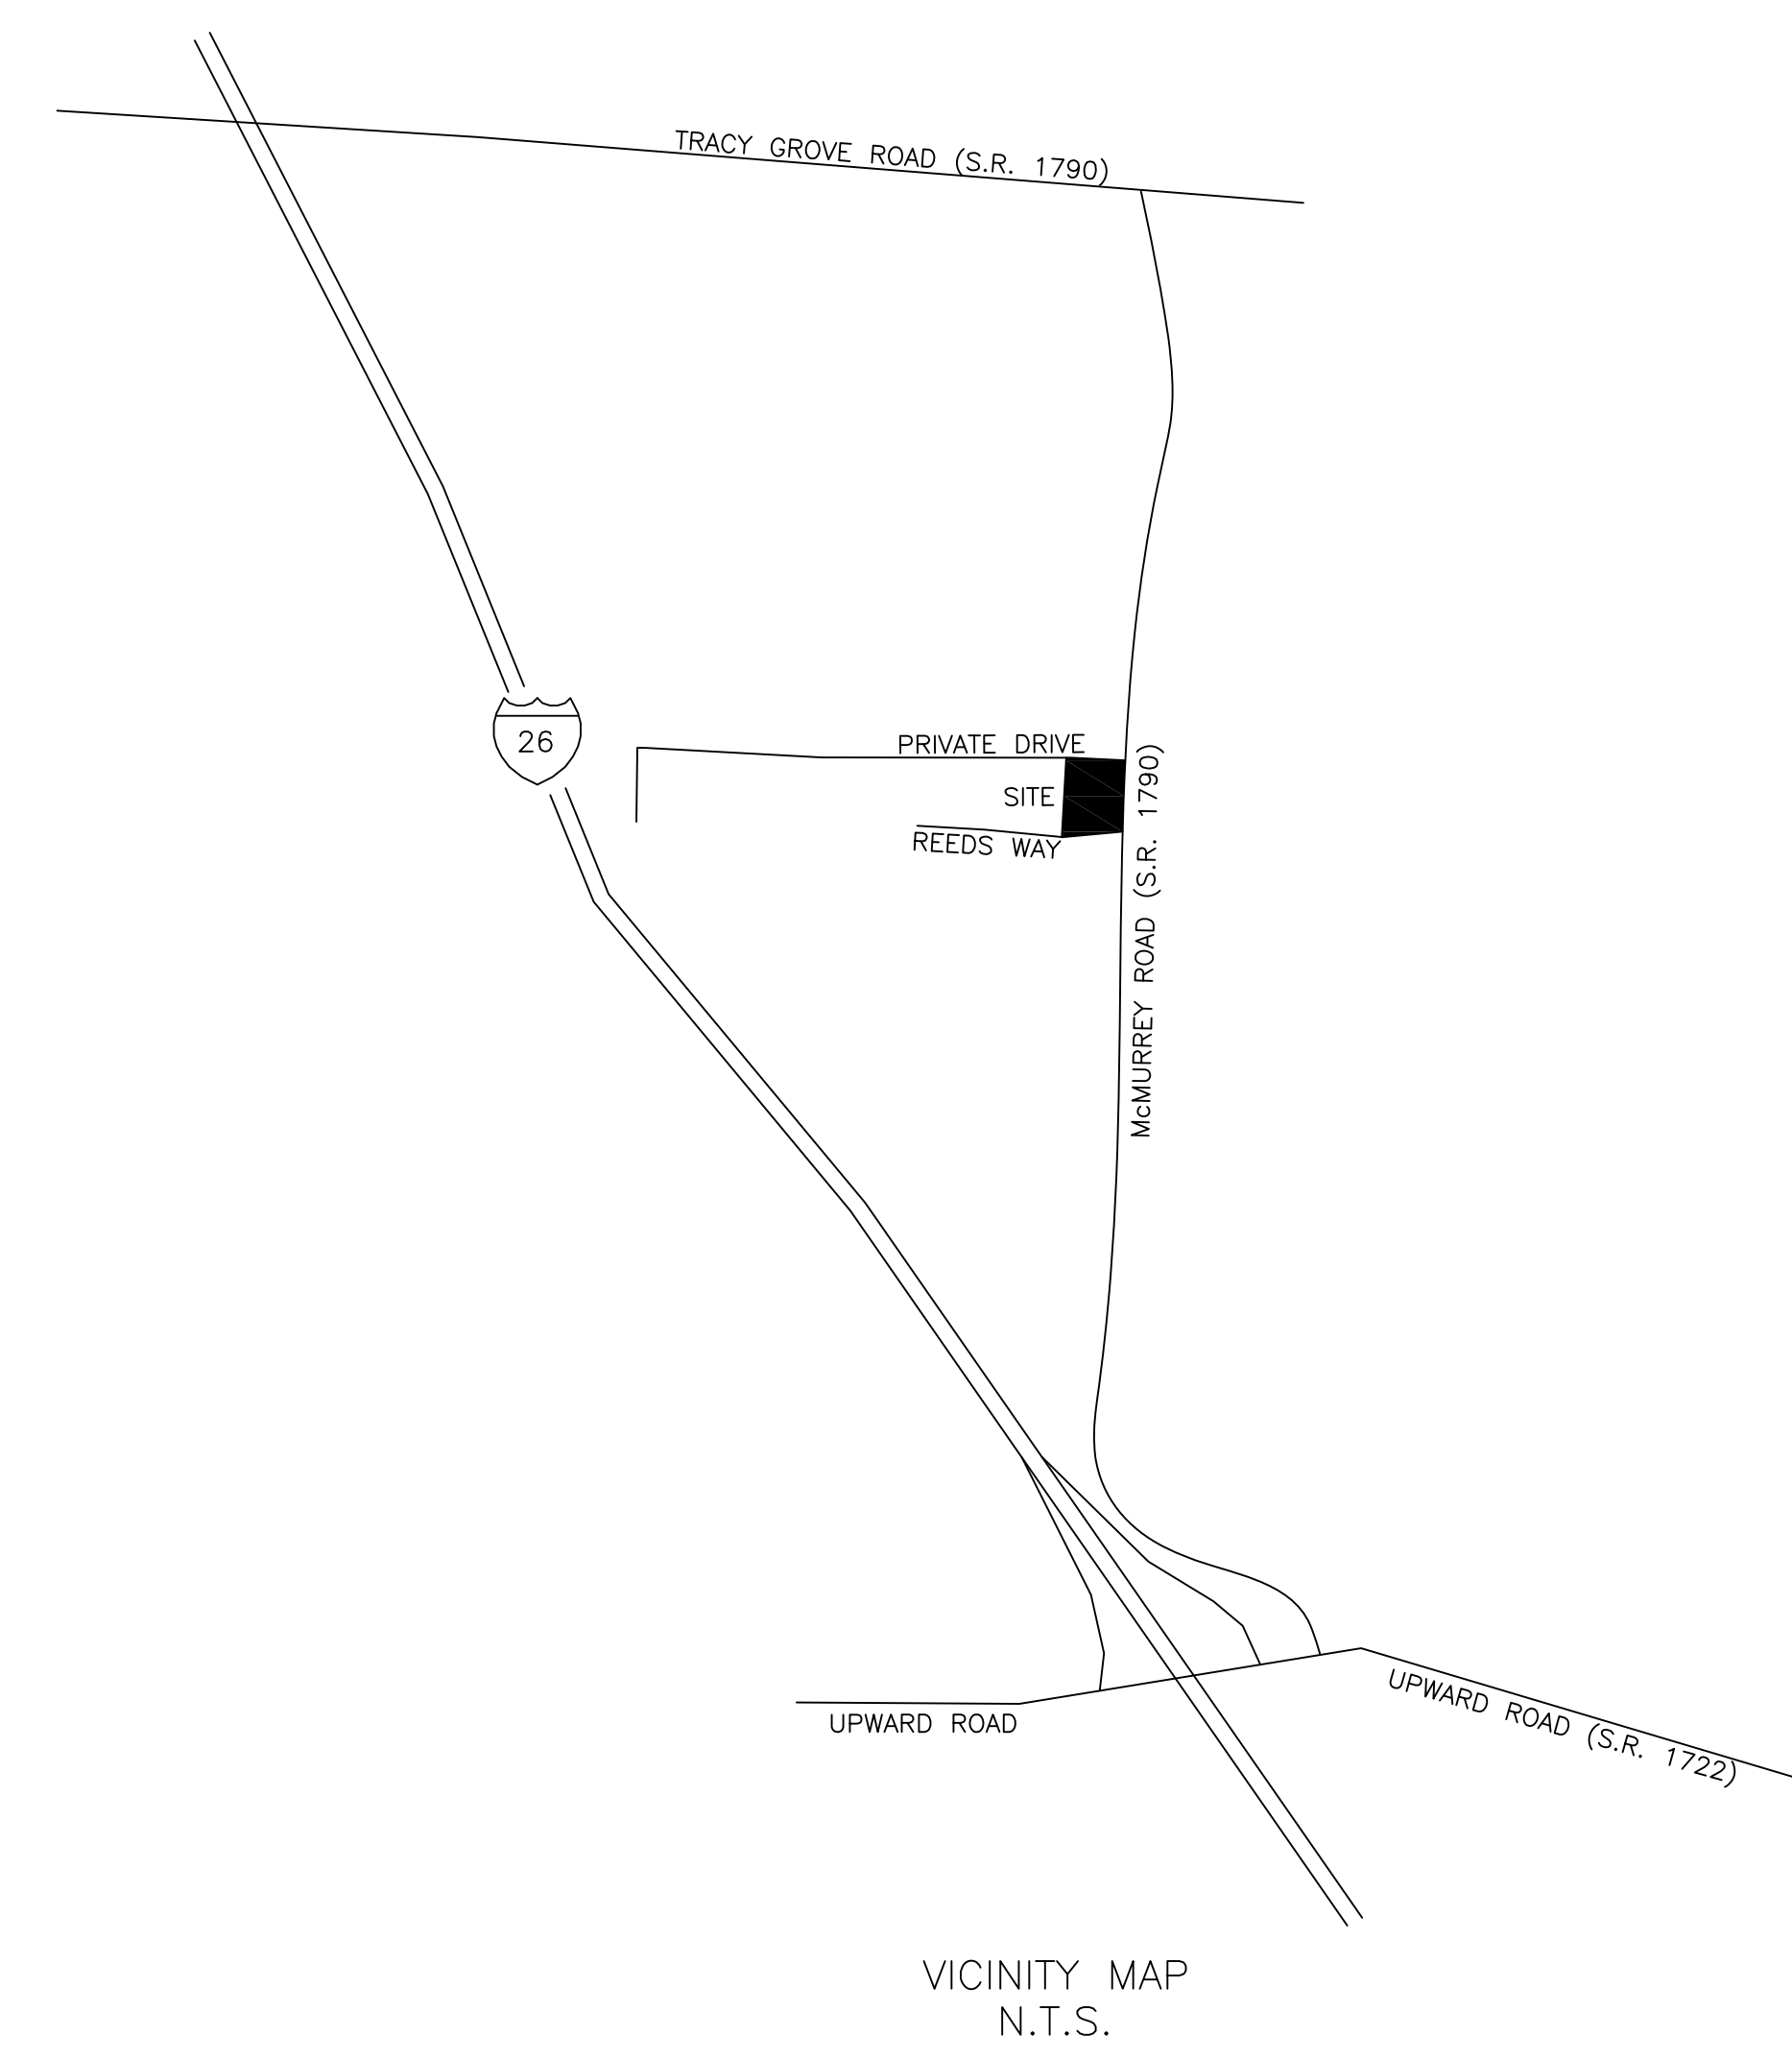 TRACY GROVE ROAD (S.R. 1790)
26
PRIVATE DRIVE
SITE
REEDS WAY
McMURREY ROAD (S.R. 1790)
UPWARD ROAD
UPWARD ROAD (S.R. 1722)
VICINITY MAP
N.T.S.